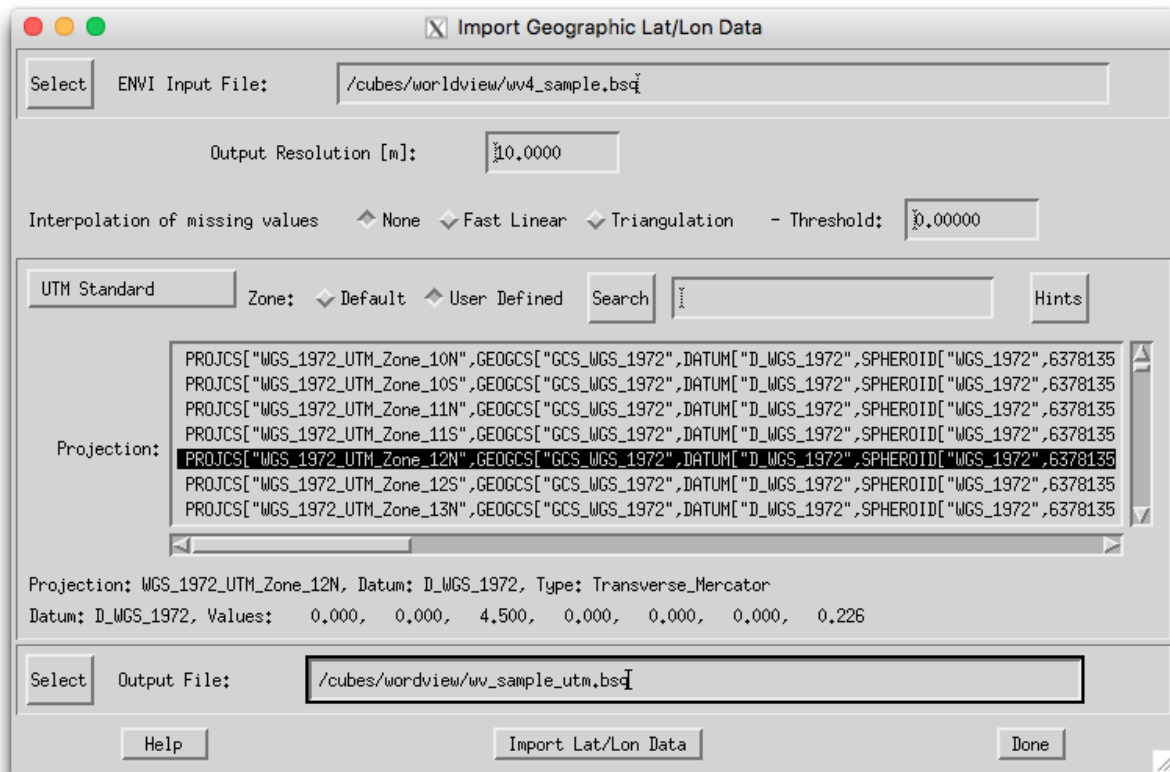 Import Geographic Lat/Lon Data
Select ENVI Input File: /cubes/worldview/wv4_sample.bsq
Output Resolution [m]: 10.0000
Interpolation of missing values None Fast Linear Triangulation - Threshold: 0.00000
UTM Standard Zone: Default User Defined Search Hints
PROJCS["WGS_1972_UTM_Zone_10N",GEOGCS["GCS_WGS_1972",DATUM["D_WGS_1972",SPHEROID["WGS_1972",6378135
PROJCS["WGS_1972_UTM_Zone_10S",GEOGCS["GCS_WGS_1972",DATUM["D_WGS_1972",SPHEROID["WGS_1972",6378135
PROJCS["WGS_1972_UTM_Zone_11N",GEOGCS["GCS_WGS_1972",DATUM["D_WGS_1972",SPHEROID["WGS_1972",6378135
PROJCS["WGS_1972_UTM_Zone_11S",GEOGCS["GCS_WGS_1972",DATUM["D_WGS_1972",SPHEROID["WGS_1972",6378135
Projection: PROJCS["WGS_1972_UTM_Zone_12N",GEOGCS["GCS_WGS_1972",DATUM["D_WGS_1972",SPHEROID["WGS_1972",6378135
PROJCS["WGS_1972_UTM_Zone_12S",GEOGCS["GCS_WGS_1972",DATUM["D_WGS_1972",SPHEROID["WGS_1972",6378135
PROJCS["WGS_1972_UTM_Zone_13N",GEOGCS["GCS_WGS_1972",DATUM["D_WGS_1972",SPHEROID["WGS_1972",6378135
Projection: WGS_1972_UTM_Zone_12N, Datum: D_WGS_1972, Type: Transverse_Mercator
Datum: D_WGS_1972, Values: 0.000, 0.000, 4.500, 0.000, 0.000, 0.000, 0.226
Select Output File: /cubes/wordview/wv_sample_utm.bsq
Help Import Lat/Lon Data Done